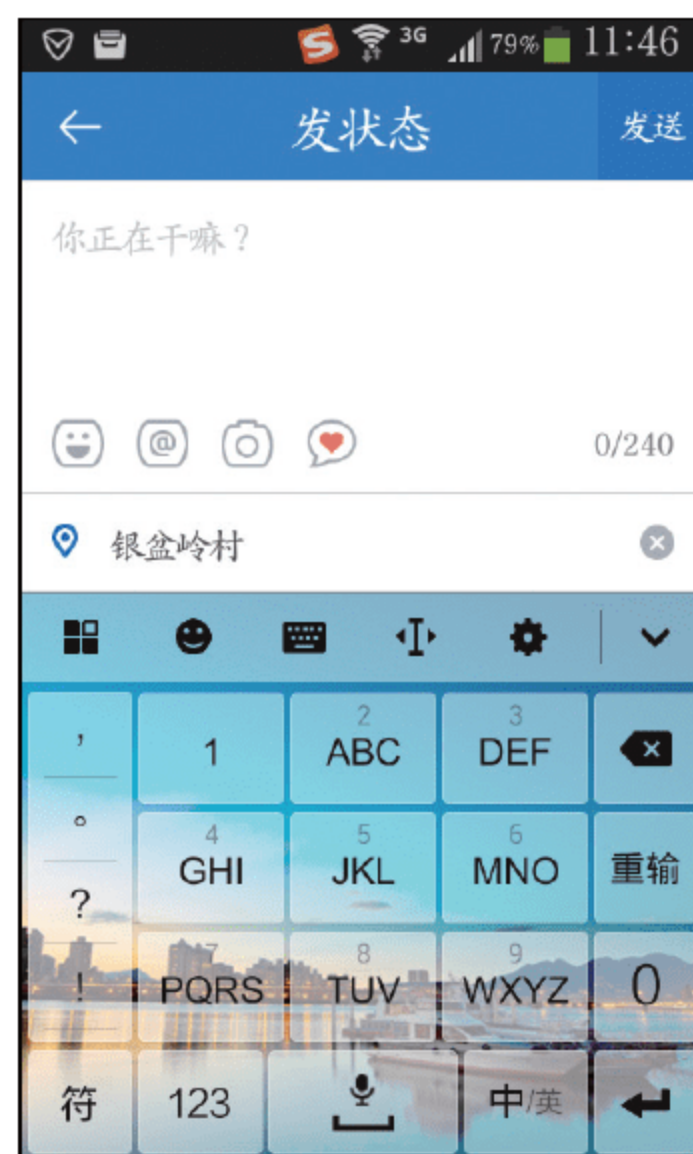 S 3G 79% 11:46
发状态 发送
你正在干嘛？
@ 0/240
银盆岭村
, 1 2 ABC 3 DEF
。 4 GHI 5 JKL 6 MNO 重输
?
! 7 PQRS 8 TUV 9 WXYZ 0
符 123 中/英